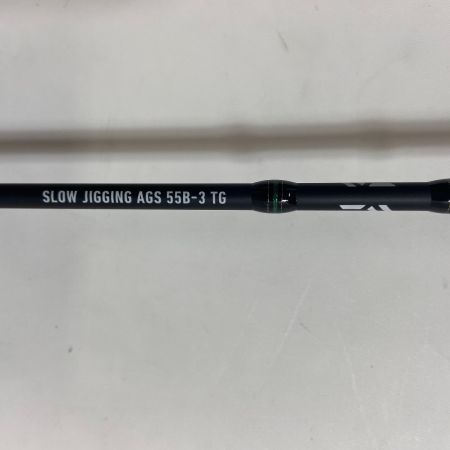 SLOW JIGGING AGS 55B-3 TG